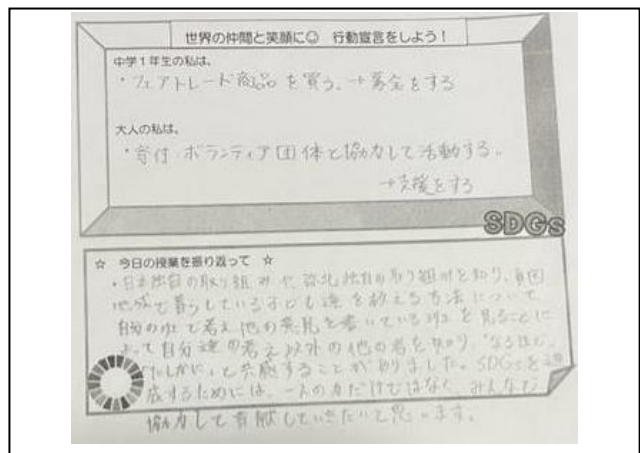 世界の仲間と笑顔に☺ 行動宣言をしよう！
中学1年生の私は、
・フェアトレード商品を買う。→募金をする
大人の私は、
・寄付・ボランティア団体と協力して活動する。
→支援をする
SDGs
☆ 今日の授業を振り返って ☆
・日本独自の取り組みや 独自の取り組みを知り、貧困
地域で暮らしている子ども達を救える方法について、
自分の中で考え他の意見を書いている を見ることに
よって自分達の考え以外の他の を知り、"なるほど"
"たしかに"と共感することがありました。SDGsを達
成するためには、一人の力だけではなく、みんなで
協力して貢献していきたいと思います。